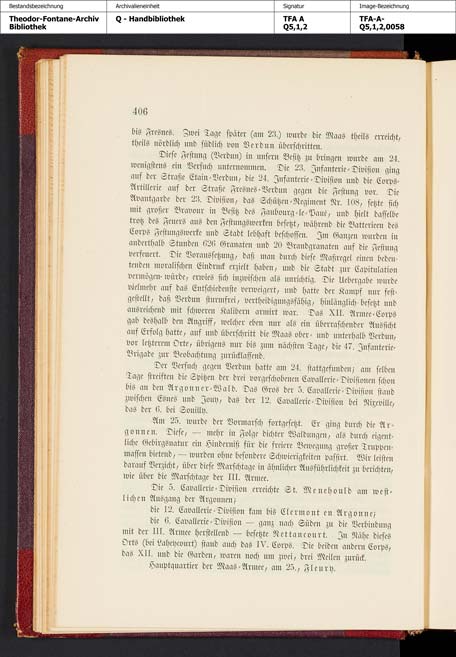 Bestandsbezeichnung
Archivalieneinheit
Signatur
Image-Bezeichnung
Theodor-Fontane-Archiv
Bibliothek
Q - Handbibliothek
TFA A
Q5,1,2
TFA-A-
Q5,1,2,0058
406
bis Fresnes. Zwei Tage später (am 23.) wurde die Maas theils erreicht,
theils nördlich und südlich von Verdun überschritten.
Diese Festung (Verdun) in unsern Besitz zu bringen wurde am 24.
wenigstens ein Versuch unternommen. Die 23. Infanterie-Division ging
auf der Straße Etain-Verdun, die 24. Infanterie-Division und die Corps-
Artillerie auf der Straße Fresnes-Verdun gegen die Festung vor. Die
Avantgarde der 23. Division, das Schützen-Regiment Nr. 108, setzte sich
mit großer Bravour in Besitz des Faubourg-le-Pavé, und hielt dasselbe
trotz des Feuers aus den Festungswerken besetzt, während die Batterieen des
Corps Festungswerke und Stadt lebhaft beschossen. Im Ganzen wurden in
anderthalb Stunden 626 Granaten und 20 Brandgranaten auf die Festung
verfeuert. Die Voraussetzung, daß man durch diese Maßregel einen bedeu-
tenden moralischen Eindruck erzielt haben, und die Stadt zur Capitulation
vermögen würde, erwies sich inzwischen als unrichtig. Die Uebergabe wurde
vielmehr auf das Entschiedenste verweigert, und hatte der Kampf nur fest-
gestellt, daß Verdun sturmfrei, vertheidigungsfähig, hinlänglich besetzt und
ausreichend mit schweren Kalibern armirt war. Das XII. Armee-Corps
gab deshalb den Angriff, welcher eben nur als ein überraschender Aussicht
auf Erfolg hatte, auf und überschritt die Maas ober- und unterhalb Verdun,
vor letzterem Orte, übrigens nur bis zum nächsten Tage, die 47. Infanterie-
Brigade zur Beobachtung zurücklassend.
Der Versuch gegen Verdun hatte am 24. stattgefunden; am selben
Tage streiften die Spitzen der drei vorgeschobenen Cavallerie-Divisionen schon
bis an den Argonner-Wald. Das Gros der 5. Cavallerie-Division stand
zwischen Esnes und Jouy, das der 12. Cavallerie-Division bei Nixeville,
das der 6. bei Souilly.
Am 25. wurde der Vormarsch fortgesetzt. Er ging durch die Ar-
gonnen. Diese, — mehr in Folge dichter Waldungen, als durch eigent-
liche Gebirgsnatur ein Hinderniß für die freiere Bewegung großer Truppen-
massen bietend, — wurden ohne besondere Schwierigkeiten passirt. Wir leisten
darauf Verzicht, über diese Marschtage in ähnlicher Ausführlichkeit zu berichten,
wie über die Marschtage der III. Armee.
Die 5. Cavallerie-Division erreichte St. Menehould am west-
lichen Ausgang der Argonnen;
die 12. Cavallerie-Division kam bis Clermont en Argonne;
die 6. Cavallerie-Division — ganz nach Süden zu die Verbindung
mit der III. Armee herstellend — besetzte Nettancourt. In Nähe dieses
Orts (bei Laheycourt) stand auch das IV. Corps. Die beiden andern Corps,
das XII. und die Garden, waren noch um zwei, drei Meilen zurück.
Hauptquartier der Maas-Armee, am 25., Fleury.